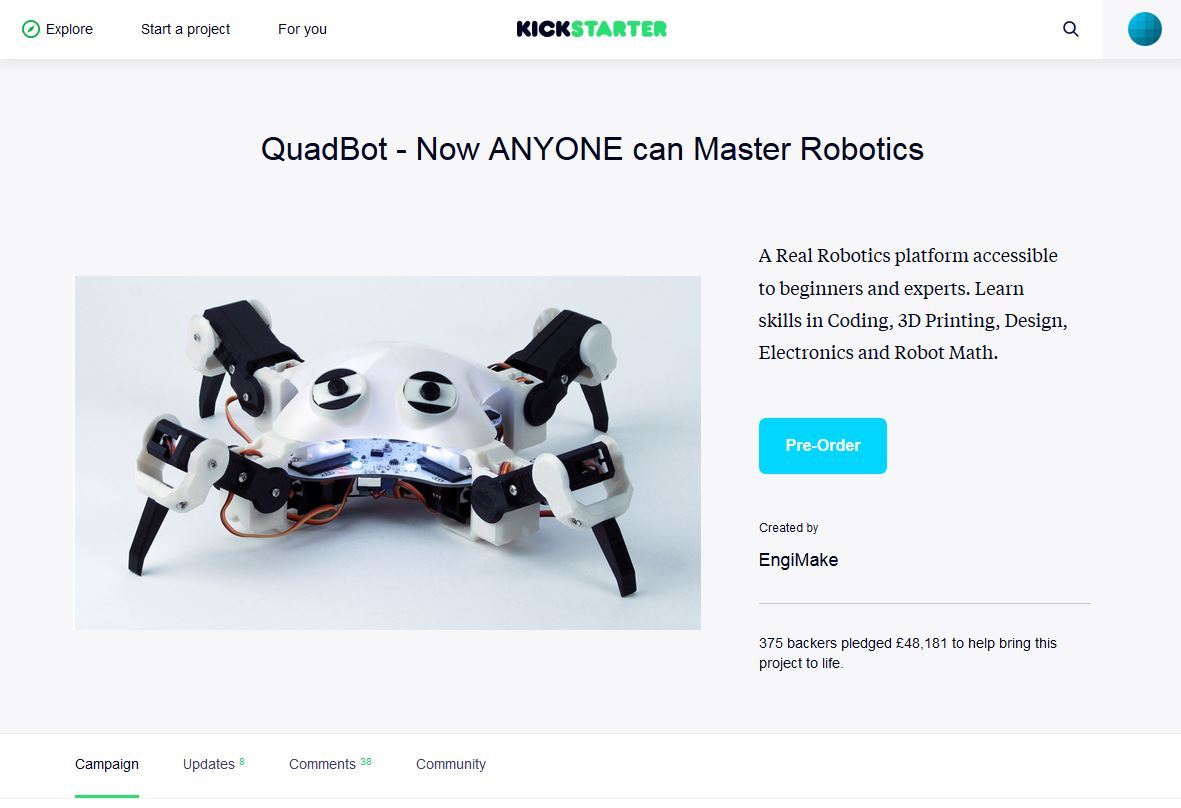 Explore
Start a project
For you
KICKSTARTER
QuadBot - Now ANYONE can Master Robotics
A Real Robotics platform accessible
to beginners and experts. Learn
skills in Coding, 3D Printing, Design,
Electronics and Robot Math.
Pre-Order
Created by
EngiMake
375 backers pledged £48,181 to help bring this
project to life.
Campaign
Updates 8
Comments 38
Community